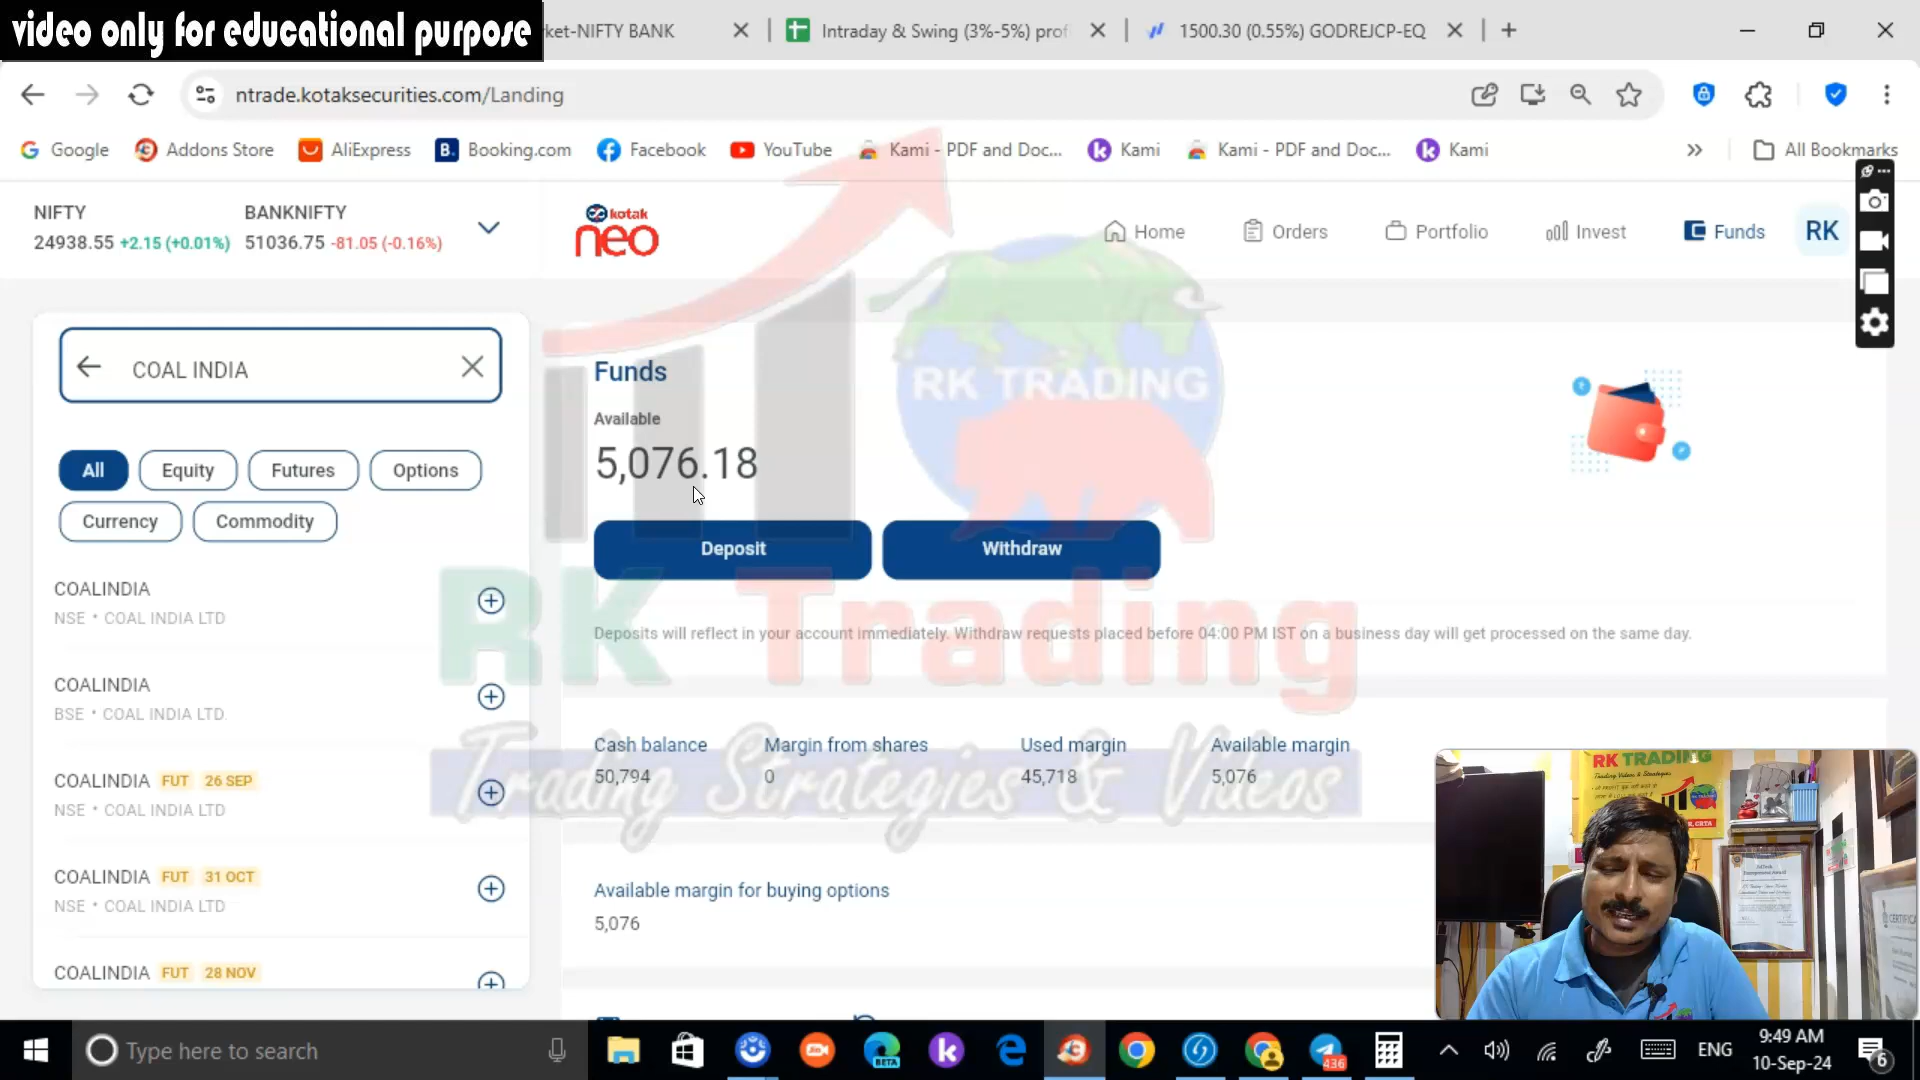 video only for educational purpose
ket-NIFTY BANK
Intraday & Swing (3%-5%) prof
1500.30 (0.55%) GODREJCP-EQ
ntrade.kotaksecurities.com/Landing
Google
Addons Store
AliExpress
Booking.com
Facebook
YouTube
Kami - PDF and Doc...
Kami
Kami - PDF and Doc...
Kami
All Bookmarks
NIFTY
24938.55 +2.15 (+0.01%)
BANKNIFTY
51036.75 -81.05 (-0.16%)
kotak
neo
Home
Orders
Portfolio
Invest
Funds
RK
COAL INDIA
All
Equity
Futures
Options
Currency
Commodity
COALINDIA
NSE • COAL INDIA LTD
COALINDIA
BSE • COAL INDIA LTD.
COALINDIA FUT 26 SEP
NSE • COAL INDIA LTD
COALINDIA FUT 31 OCT
NSE • COAL INDIA LTD
COALINDIA FUT 28 NOV
Funds
Available
5,076.18
Deposit
Withdraw
Deposits will reflect in your account immediately. Withdraw requests placed before 04:00 PM IST on a business day will get processed on the same day.
Cash balance
50,794
Margin from shares
0
Used margin
45,718
Available margin
5,076
Available margin for buying options
5,076
RK TRADING
RK Trading
Trading Strategies & Videos
RK TRADING
Trading Videos & Strategies
Type here to search
BETA
436
ENG
9:49 AM
10-Sep-24
6